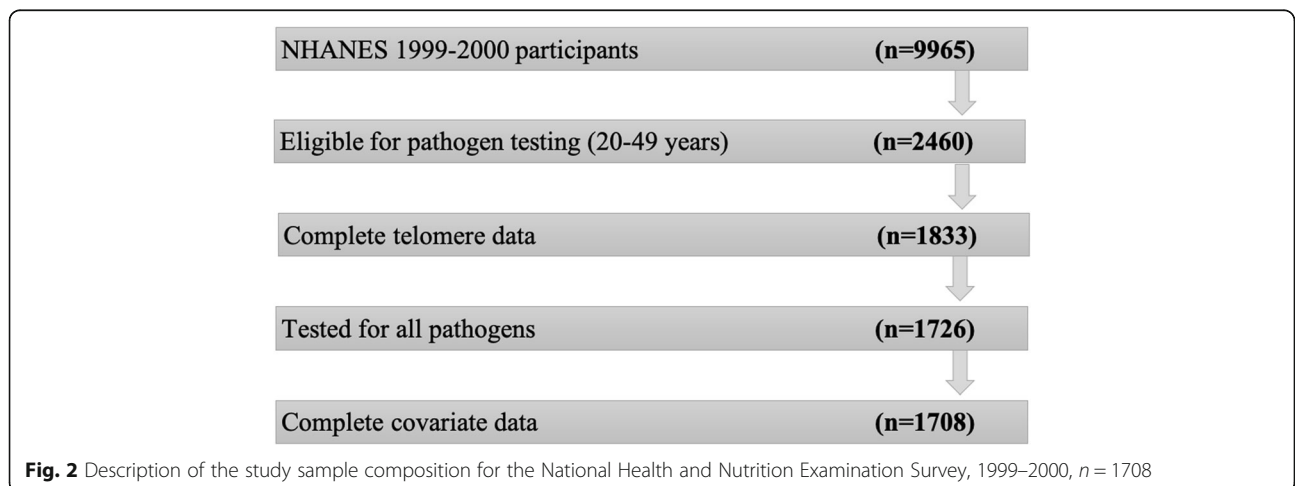 NHANES 1999-2000 participants (n=9965)
Eligible for pathogen testing (20-49 years) (n=2460)
Complete telomere data (n=1833)
Tested for all pathogens (n=1726)
Complete covariate data (n=1708)
Fig. 2 Description of the study sample composition for the National Health and Nutrition Examination Survey, 1999–2000, n = 1708